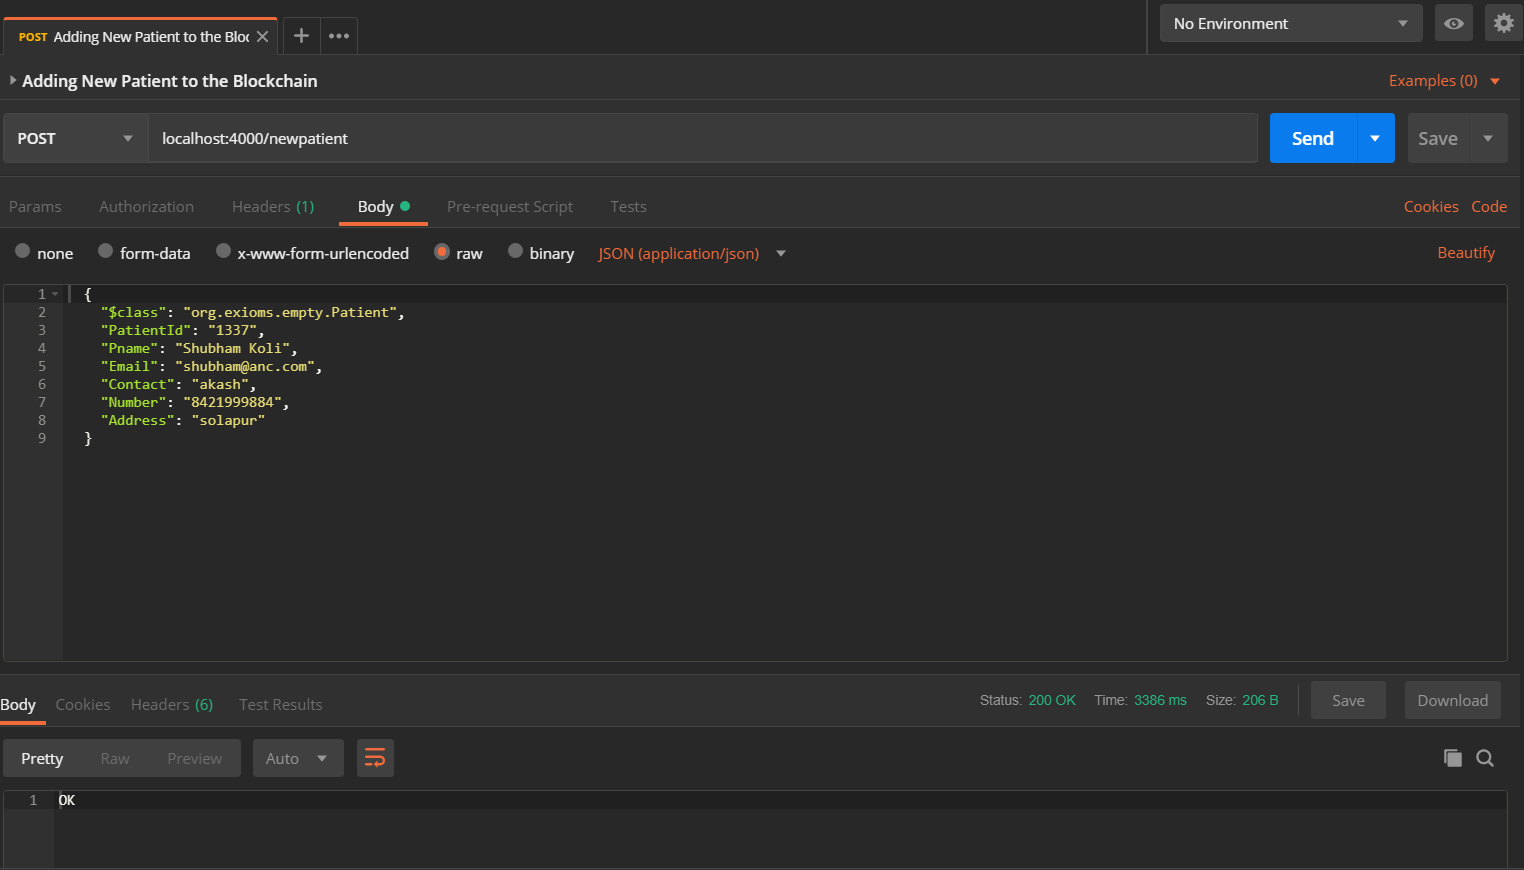 POST Adding New Patient to the Bloc
No Environment
Adding New Patient to the Blockchain
Examples (0)
POST
localhost:4000/newpatient
Send
Save
Params
Authorization
Headers (1)
Body
Pre-request Script
Tests
Cookies
Code
none
form-data
x-www-form-urlencoded
raw
binary
JSON (application/json)
Beautify
1 {
2 "$class": "org.exioms.empty.Patient",
3 "PatientId": "1337",
4 "Pname": "Shubham Koli",
5 "Email": "shubham@anc.com",
6 "Contact": "akash",
7 "Number": "8421999884",
8 "Address": "solapur"
9 }
Body
Cookies
Headers (6)
Test Results
Status: 200 OK
Time: 3386 ms
Size: 206 B
Save
Download
Pretty
Raw
Preview
Auto
1 OK